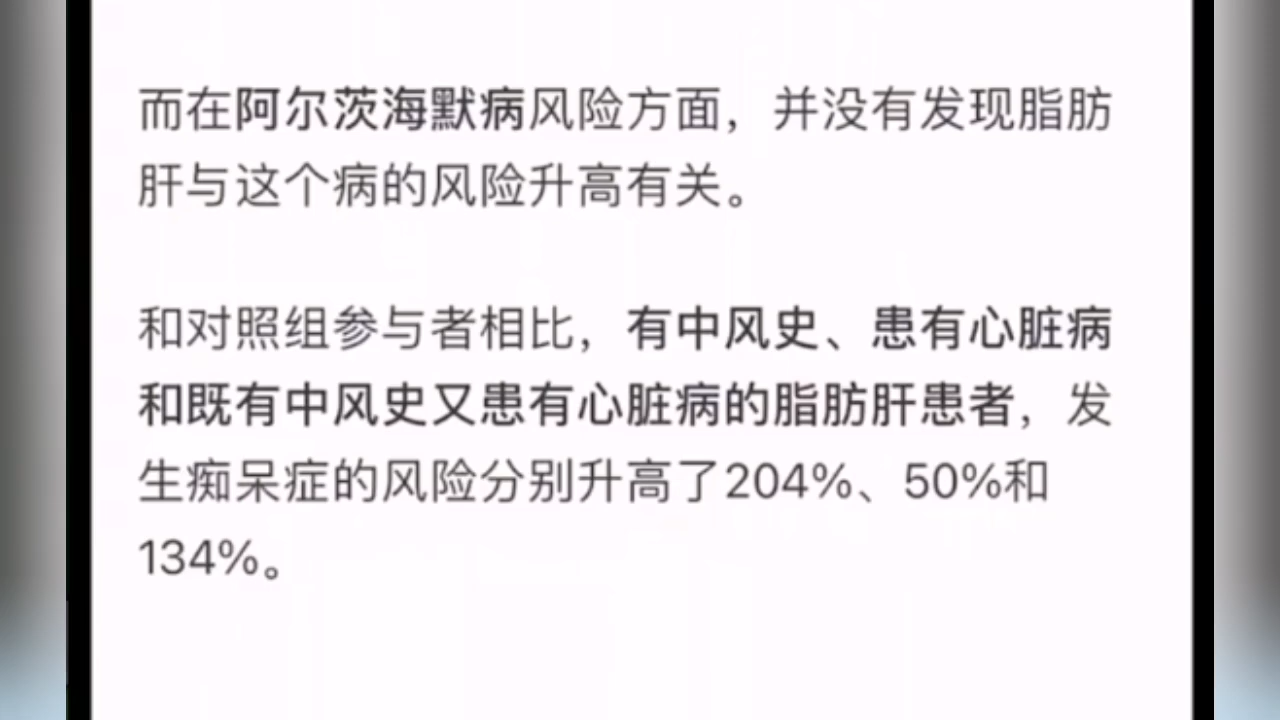 而在阿尔茨海默病风险方面，并没有发现脂肪
肝与这个病的风险升高有关。
和对照组参与者相比，有中风史、患有心脏病
和既有中风史又患有心脏病的脂肪肝患者，发
生痴呆症的风险分别升高了204%、50%和
134%。